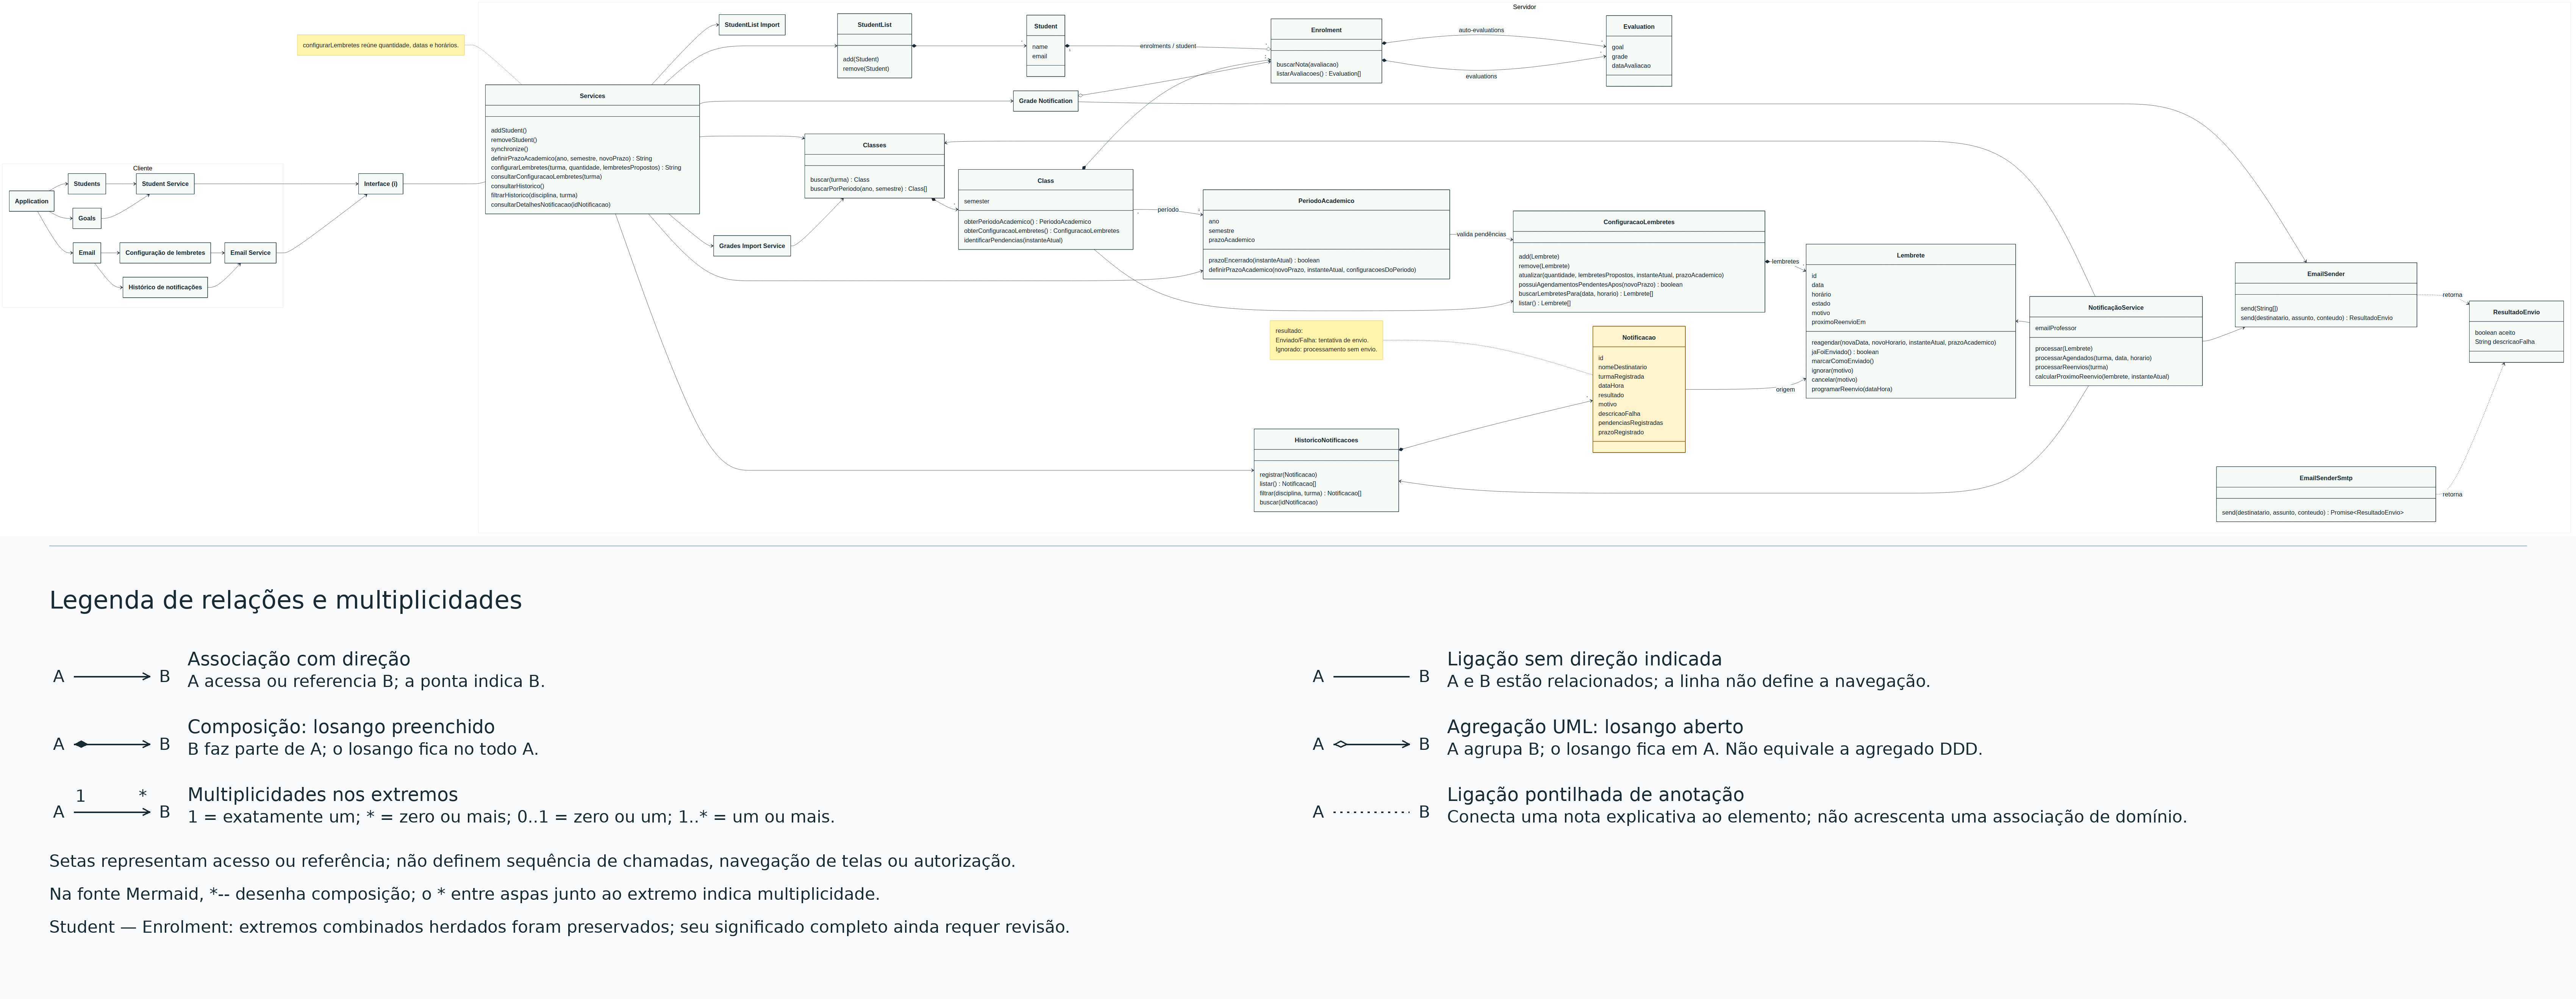 Servidor
configurarLembretes reúne quantidade, datas e horários.
StudentList Import
StudentList
add(Student)
remove(Student)
Student
name
email
enrolments / student
Enrolment
buscarNota(avaliacao)
listarAvaliacoes() : Evaluation[]
auto-evaluations
evaluations
Evaluation
goal
grade
dataAvaliacao
Services
addStudent()
removeStudent()
synchronize()
definirPrazoAcademico(ano, semestre, novoPrazo) : String
configurarLembretes(turma, quantidade, lembretesPropostos) : String
consultarConfiguracaoLembretes(turma)
consultarHistorico()
filtrarHistorico(disciplina, turma)
consultarDetalhesNotificacao(idNotificacao)
Grade Notification
Cliente
Application
Students
Student Service
Goals
Email
Configuração de lembretes
Email Service
Histórico de notificações
Interface (i)
Classes
buscar(turma) : Class
buscarPorPeriodo(ano, semestre) : Class[]
Grades Import Service
Class
semester
obterPeriodoAcademico() : PeriodoAcademico
obterConfiguracaoLembretes() : ConfiguracaoLembretes
identificarPendencias(instanteAtual)
período
PeriodoAcademico
ano
semestre
prazoAcademico
prazoEncerrado(instanteAtual) : boolean
definirPrazoAcademico(novoPrazo, instanteAtual, configuracoesDoPeriodo)
valida pendências
ConfiguracaoLembretes
add(Lembrete)
remove(Lembrete)
atualizar(quantidade, lembretesPropostos, instanteAtual, prazoAcademico)
possuiAgendamentosPendentesApos(novoPrazo) : boolean
buscarLembretesPara(data, horario) : Lembrete[]
listar() : Lembrete[]
lembretes
Lembrete
id
data
horário
estado
motivo
proximoReenvioEm
reagendar(novaData, novoHorario, instanteAtual, prazoAcademico)
jaFoiEnviado() : boolean
marcarComoEnviado()
ignorar(motivo)
cancelar(motivo)
programarReenvio(dataHora)
NotificaçãoService
emailProfessor
processar(Lembrete)
processarAgendados(turma, data, horario)
processarReenvios(turma)
calcularProximoReenvio(lembrete, instanteAtual)
EmailSender
send(String[])
send(destinatario, assunto, conteudo) : ResultadoEnvio
retorna
ResultadoEnvio
boolean aceito
String descricaoFalha
resultado:
Enviado/Falha: tentativa de envio.
Ignorado: processamento sem envio.
Notificacao
id
nomeDestinatario
turmaRegistrada
dataHora
resultado
motivo
descricaoFalha
pendenciasRegistradas
prazoRegistrado
origem
HistoricoNotificacoes
registrar(Notificacao)
listar() : Notificacao[]
filtrar(disciplina, turma) : Notificacao[]
buscar(idNotificacao)
EmailSenderSmtp
send(destinatario, assunto, conteudo) : Promise<ResultadoEnvio>
retorna
Legenda de relações e multiplicidades
A B Associação com direção
A acessa ou referencia B; a ponta indica B.
A B Ligação sem direção indicada
A e B estão relacionados; a linha não define a navegação.
A B Composição: losango preenchido
B faz parte de A; o losango fica no todo A.
A B Agregação UML: losango aberto
A agrupa B; o losango fica em A. Não equivale a agregado DDD.
1 *
A B Multiplicidades nos extremos
1 = exatamente um; * = zero ou mais; 0..1 = zero ou um; 1..* = um ou mais.
A B Ligação pontilhada de anotação
Conecta uma nota explicativa ao elemento; não acrescenta uma associação de domínio.
Setas representam acesso ou referência; não definem sequência de chamadas, navegação de telas ou autorização.
Na fonte Mermaid, *-- desenha composição; o * entre aspas junto ao extremo indica multiplicidade.
Student — Enrolment: extremos combinados herdados foram preservados; seu significado completo ainda requer revisão.